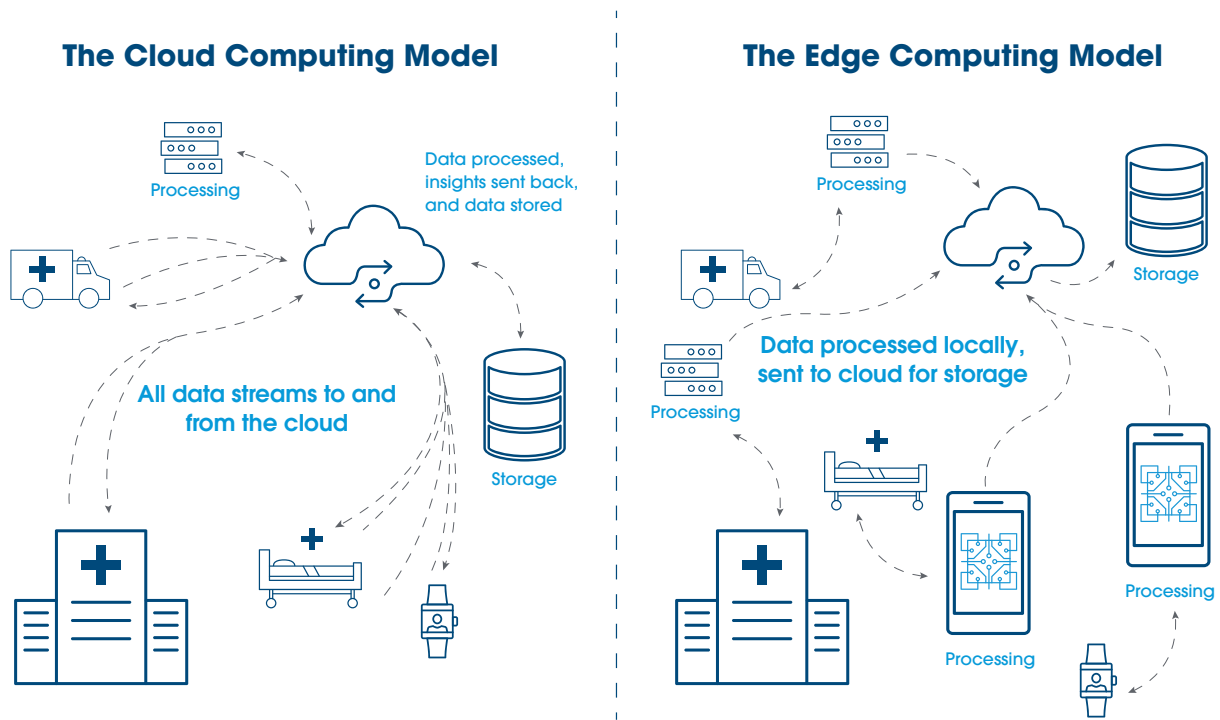 The Cloud Computing Model
Processing
Data processed,
insights sent back,
and data stored
All data streams to and
from the cloud
Storage
The Edge Computing Model
Processing
Storage
Data processed locally,
sent to cloud for storage
Processing
Processing
Processing